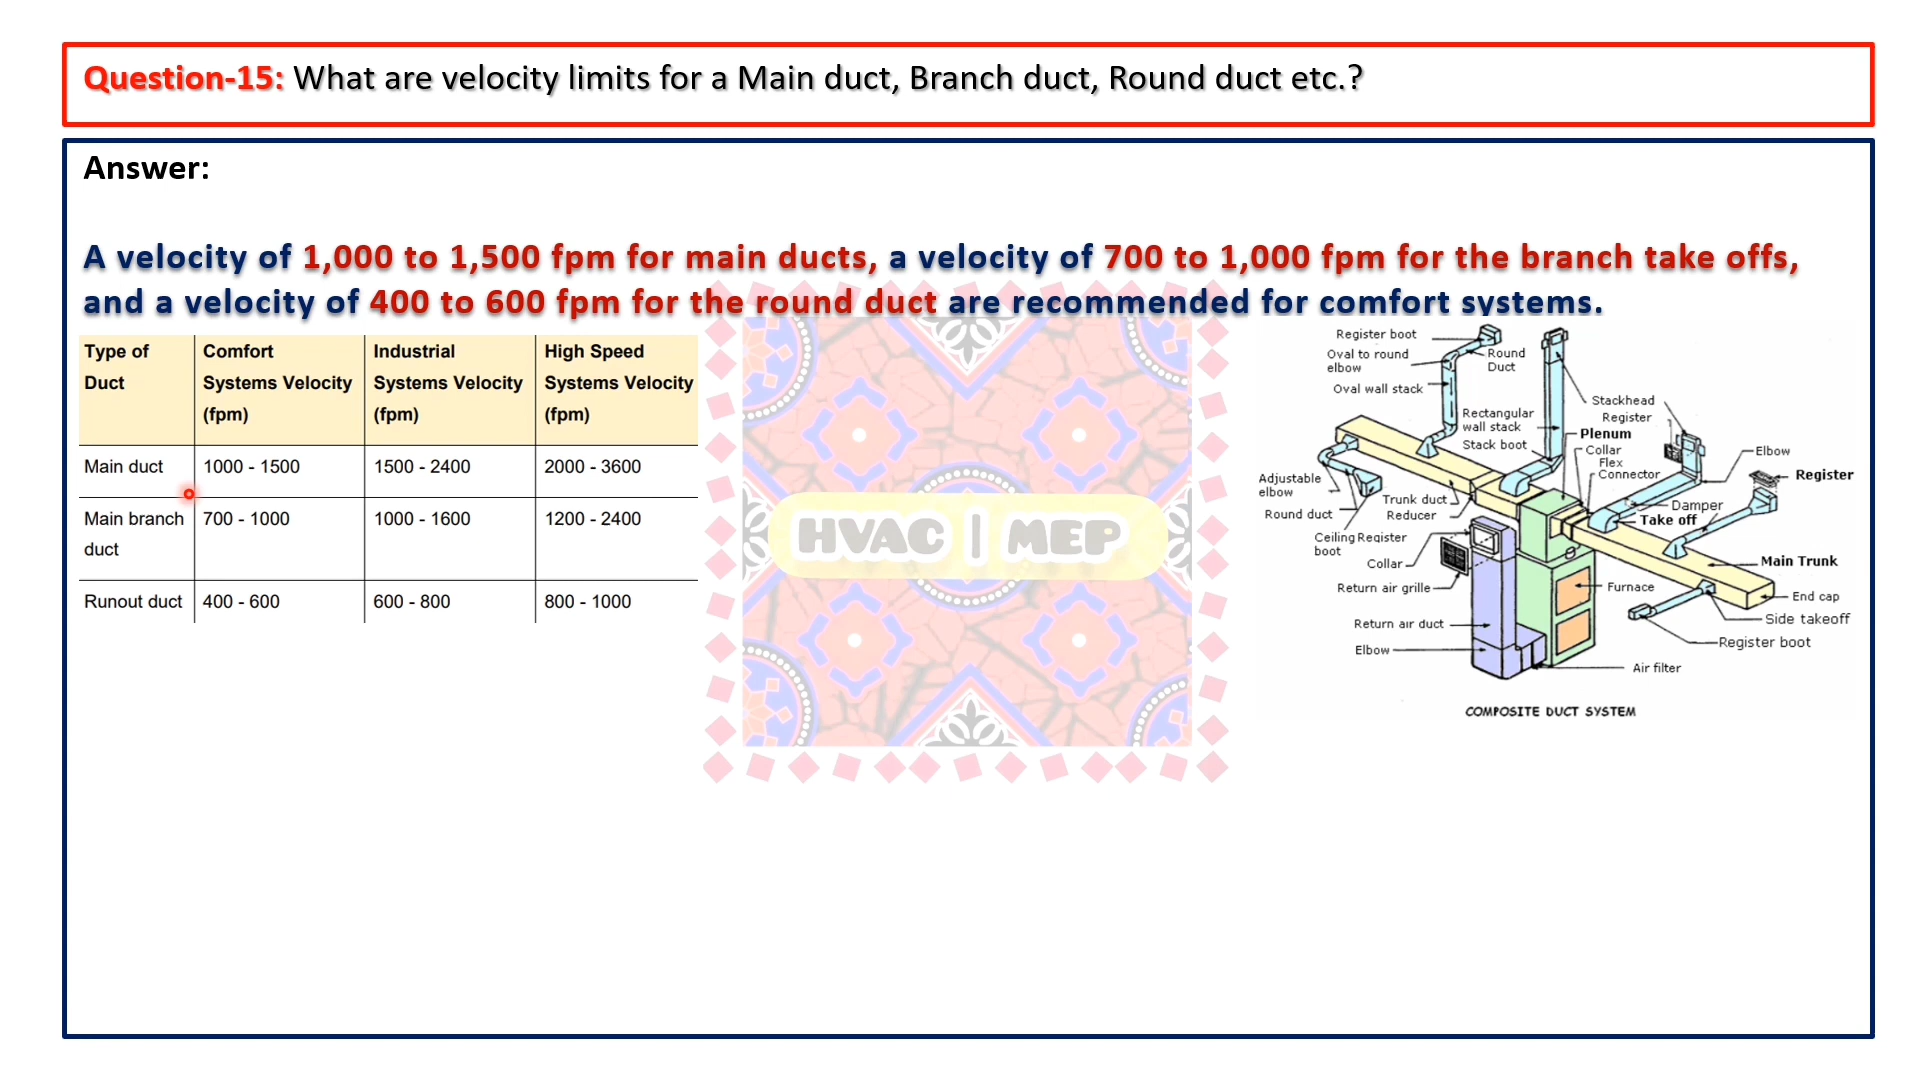 Question-15: What are velocity limits for a Main duct, Branch duct, Round duct etc.?
Answer:
A velocity of 1,000 to 1,500 fpm for main ducts, a velocity of 700 to 1,000 fpm for the branch take offs,
and a velocity of 400 to 600 fpm for the round duct are recommended for comfort systems.
Type of Duct | Comfort Systems Velocity (fpm) | Industrial Systems Velocity (fpm) | High Speed Systems Velocity (fpm)
Main duct | 1000 - 1500 | 1500 - 2400 | 2000 - 3600
Main branch duct | 700 - 1000 | 1000 - 1600 | 1200 - 2400
Runout duct | 400 - 600 | 600 - 800 | 800 - 1000
HVAC | MEP
Register boot
Oval to round
elbow
Round
Duct
Oval wall stack
Rectangular
wall stack
Stack boot
Stackhead
Register
Plenum
Collar
Flex
Connector
Elbow
Register
Adjustable
elbow
Trunk duct
Reducer
Round duct
Damper
Take off
Ceiling Register
boot
Collar
Return air grille
Main Trunk
Furnace
End cap
Side takeoff
Return air duct
Register boot
Elbow
Air filter
COMPOSITE DUCT SYSTEM